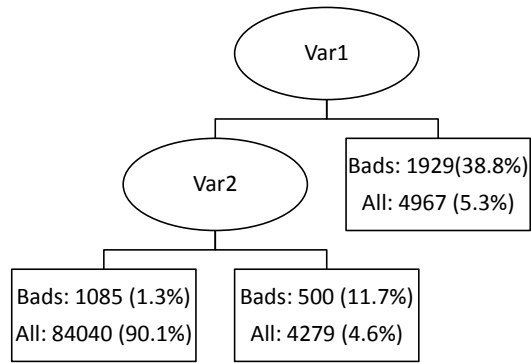 Var1
Bads: 1929(38.8%)
All: 4967 (5.3%)
Var2
Bads: 1085 (1.3%)
All: 84040 (90.1%)
Bads: 500 (11.7%)
All: 4279 (4.6%)